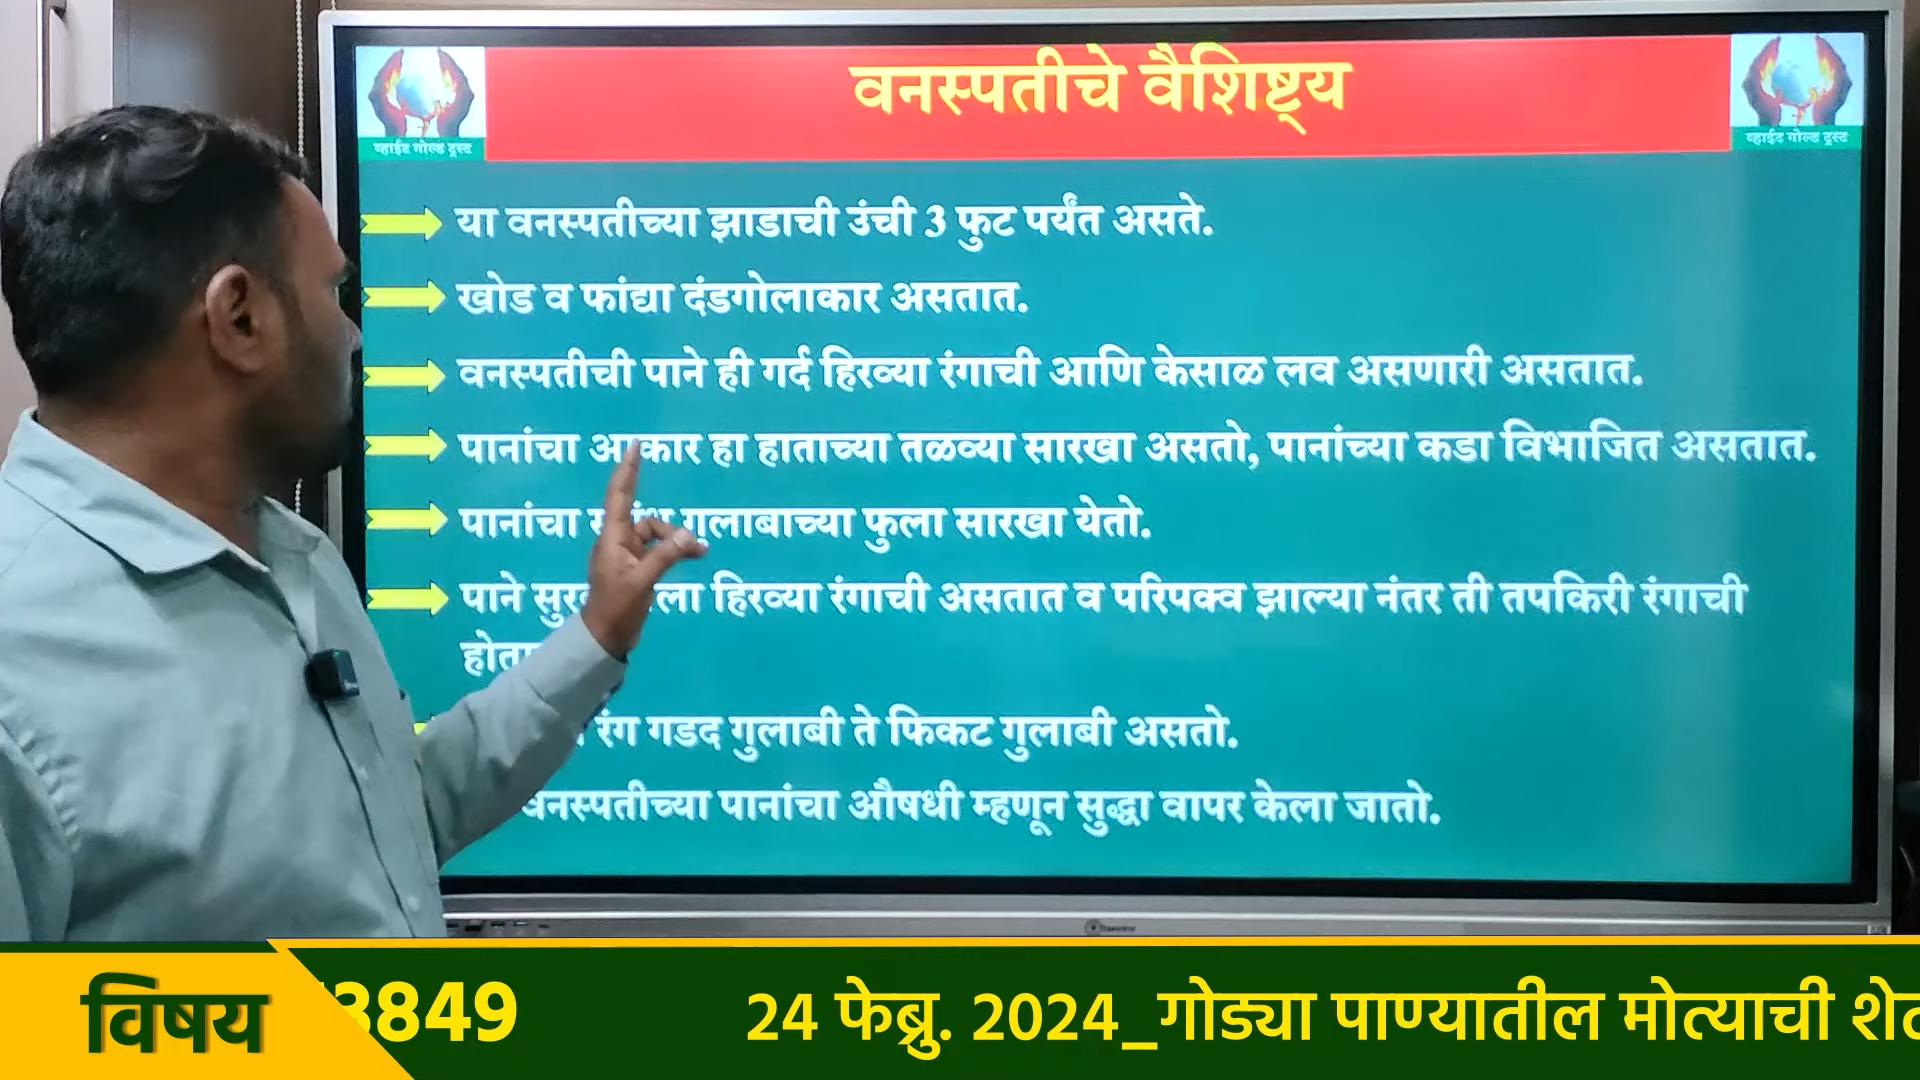 वनस्पतीचे वैशिष्ट्य
व्हाईट गोल्ड ट्रस्ट
व्हाईट गोल्ड ट्रस्ट
या वनस्पतीच्या झाडाची उंची 3 फुट पर्यंत असते.
खोड व फांद्या दंडगोलाकार असतात.
वनस्पतीची पाने ही गर्द हिरव्या रंगाची आणि केसाळ लव असणारी असतात.
पानांचा आकार हा हाताच्या तळव्या सारखा असतो, पानांच्या कडा विभाजित असतात.
पानांचा गुलाबाच्या फुला सारखा येतो.
पाने हिरव्या रंगाची असतात व परिपक्व झाल्या नंतर ती तपकिरी रंगाची
रंग गडद गुलाबी ते फिकट गुलाबी असतो.
वनस्पतीच्या पानांचा औषधी म्हणून सुद्धा वापर केला जातो.
विषय 3849 24 फेब्रु. 2024_गोड्या पाण्यातील मोत्याची